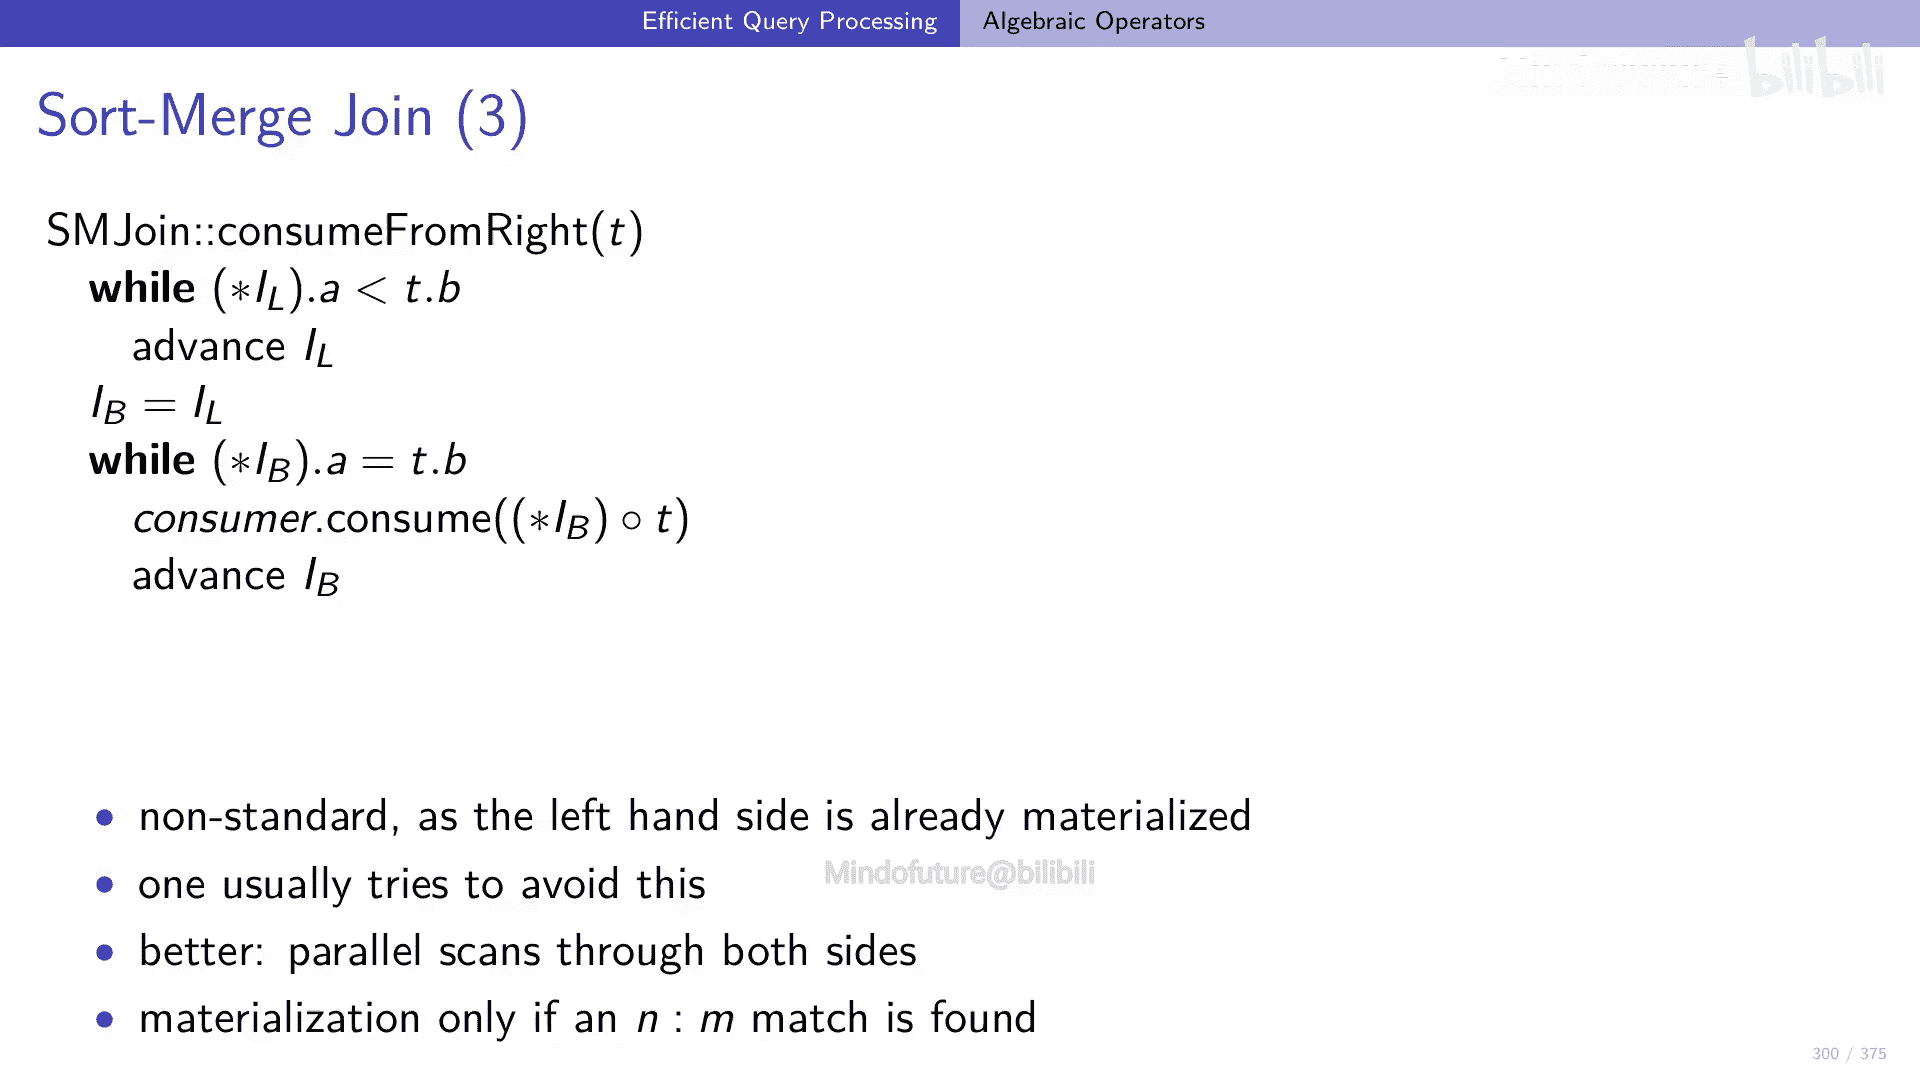 Efficient Query Processing
Algebraic Operators
bilibili
Sort-Merge Join (3)
SMJoin::consumeFromRight(t)
while (∗I_L).a < t.b
advance I_L
I_B = I_L
while (∗I_B).a = t.b
consumer.consume((∗I_B) ∘ t)
advance I_B
• non-standard, as the left hand side is already materialized
• one usually tries to avoid this
Mindofuture@bilibili
• better: parallel scans through both sides
• materialization only if an n : m match is found
300 / 375